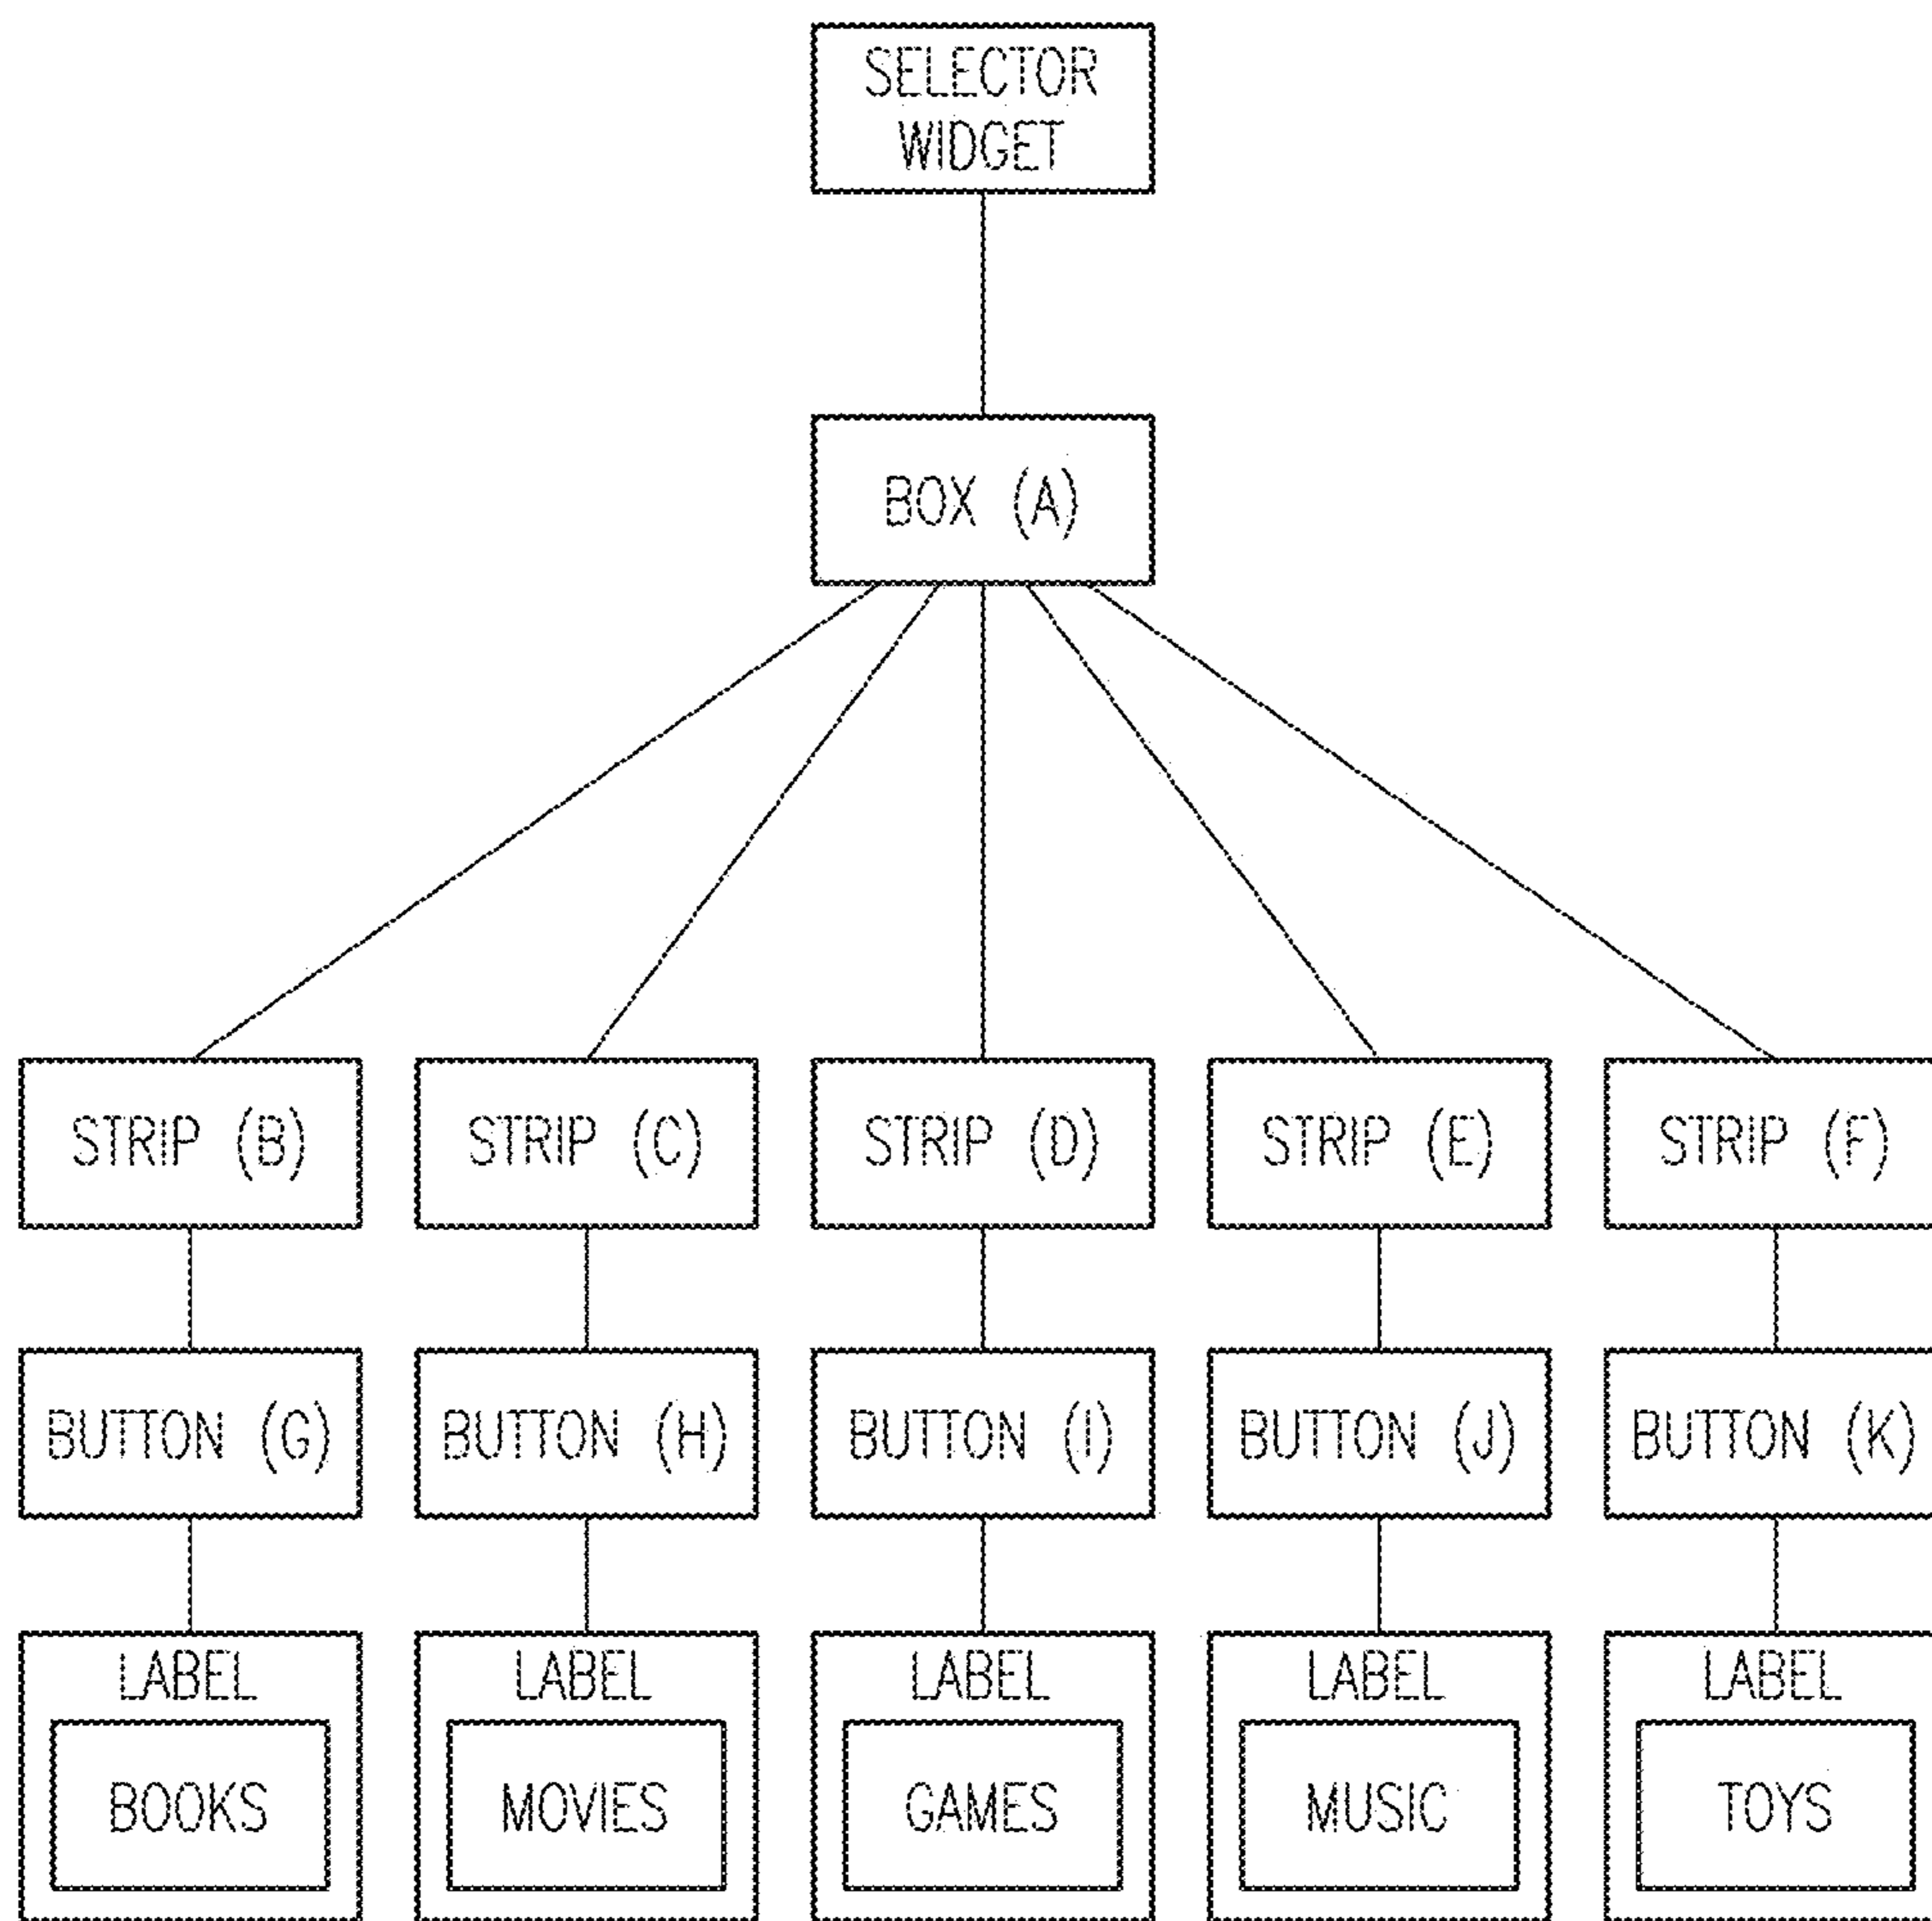 SELECTOR
WIDGET
BOX (A)
STRIP (B)
STRIP (C)
STRIP (D)
STRIP (E)
STRIP (F)
BUTTON (G)
BUTTON (H)
BUTTON (I)
BUTTON (J)
BUTTON (K)
LABEL
BOOKS
LABEL
MOVIES
LABEL
GAMES
LABEL
MUSIC
LABEL
TOYS